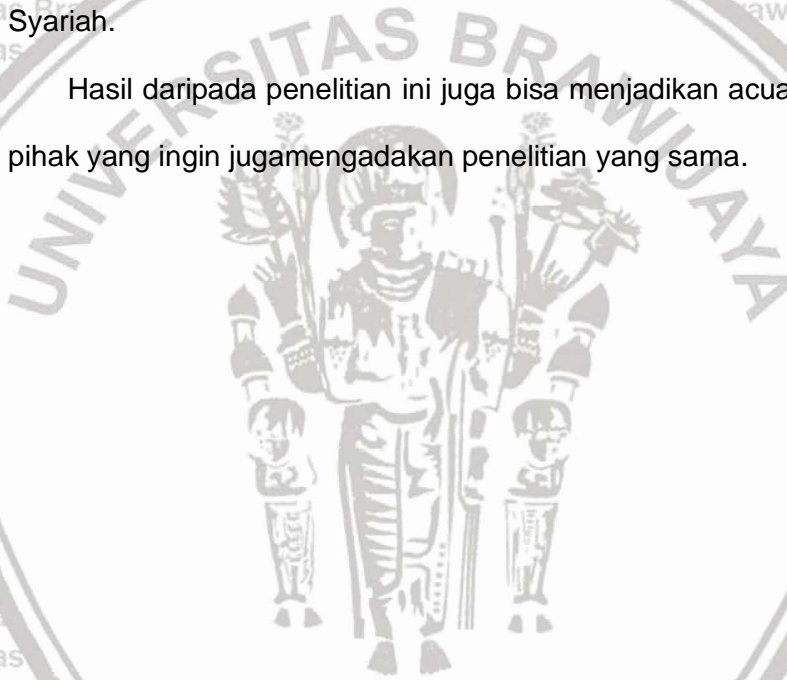 Syariah.
Hasil daripada penelitian ini juga bisa menjadikan acua
pihak yang ingin jugamengadakan penelitian yang sama.
UNIVERSITAS BRAWIJAYA